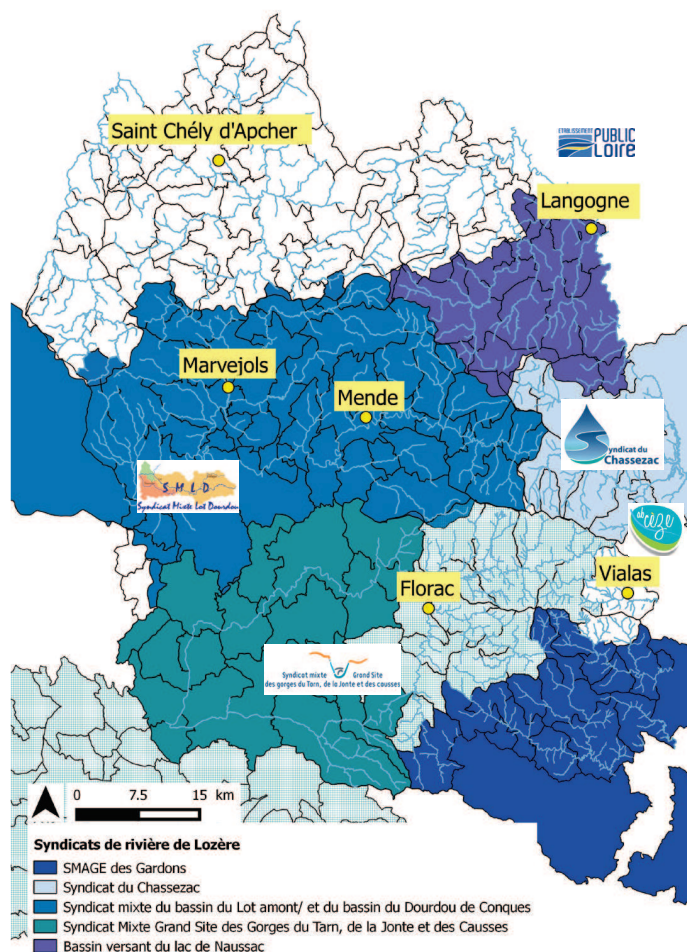 Saint Chély d'Apcher
ETABLISSEMENT
PUBLIC
LOIRE
Langogne
Marvejols
Mende
Syndicat du
Chassezac
S M L D
Syndicat Mixte Lot Dourdou
ab cèze
Vialas
Florac
Syndicat mixte Grand Site
des gorges du Tarn, de la Jonte et des causses
0 7.5 15 km
Syndicats de rivière de Lozère
SMAGE des Gardons
Syndicat du Chassezac
Syndicat mixte du bassin du Lot amont/ et du bassin du Dourdou de Conques
Syndicat Mixte Grand Site des Gorges du Tarn, de la Jonte et des Causses
Bassin versant du lac de Naussac